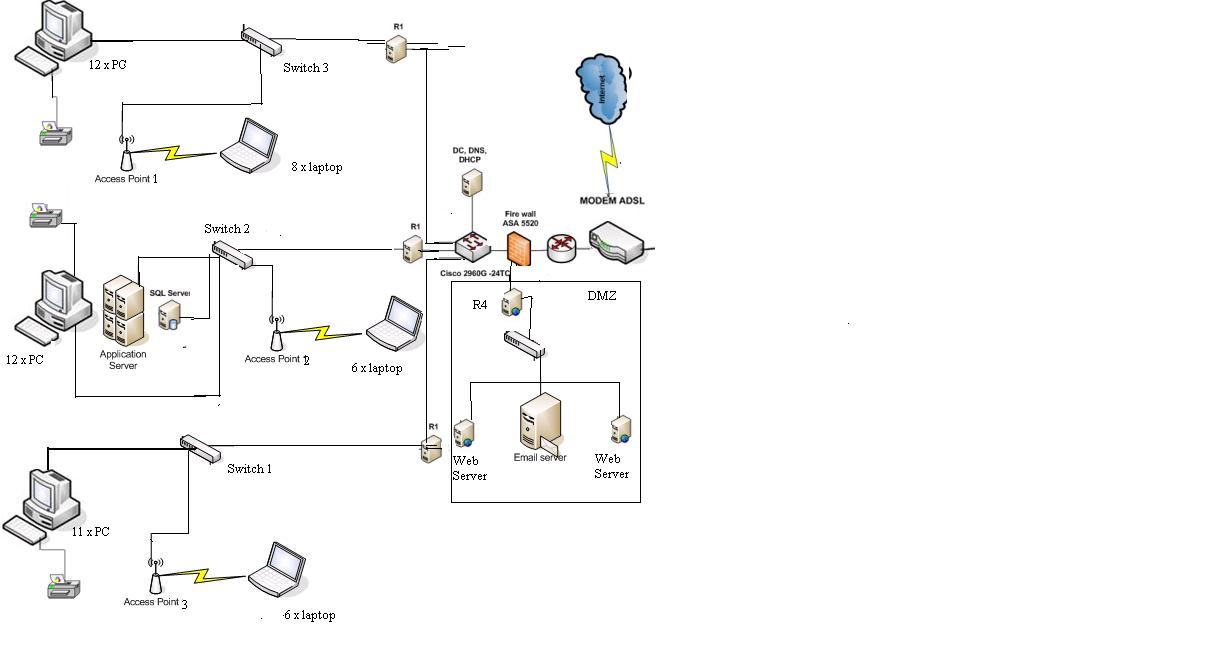 R1
12 x PC
Switch 3
Internet
8 x laptop
Access Point 1
DC, DNS,
DHCP
MODEM ADSL
Switch 2
R1
Fire wall
ASA 5520
Cisco 2960G -24TC
SQL Server
R4
DMZ
12 x PC
Application
Server
Access Point 2
6 x laptop
R1
Switch 1
Web
Server
Email server
Web
Server
11 x PC
Access Point 3
6 x laptop